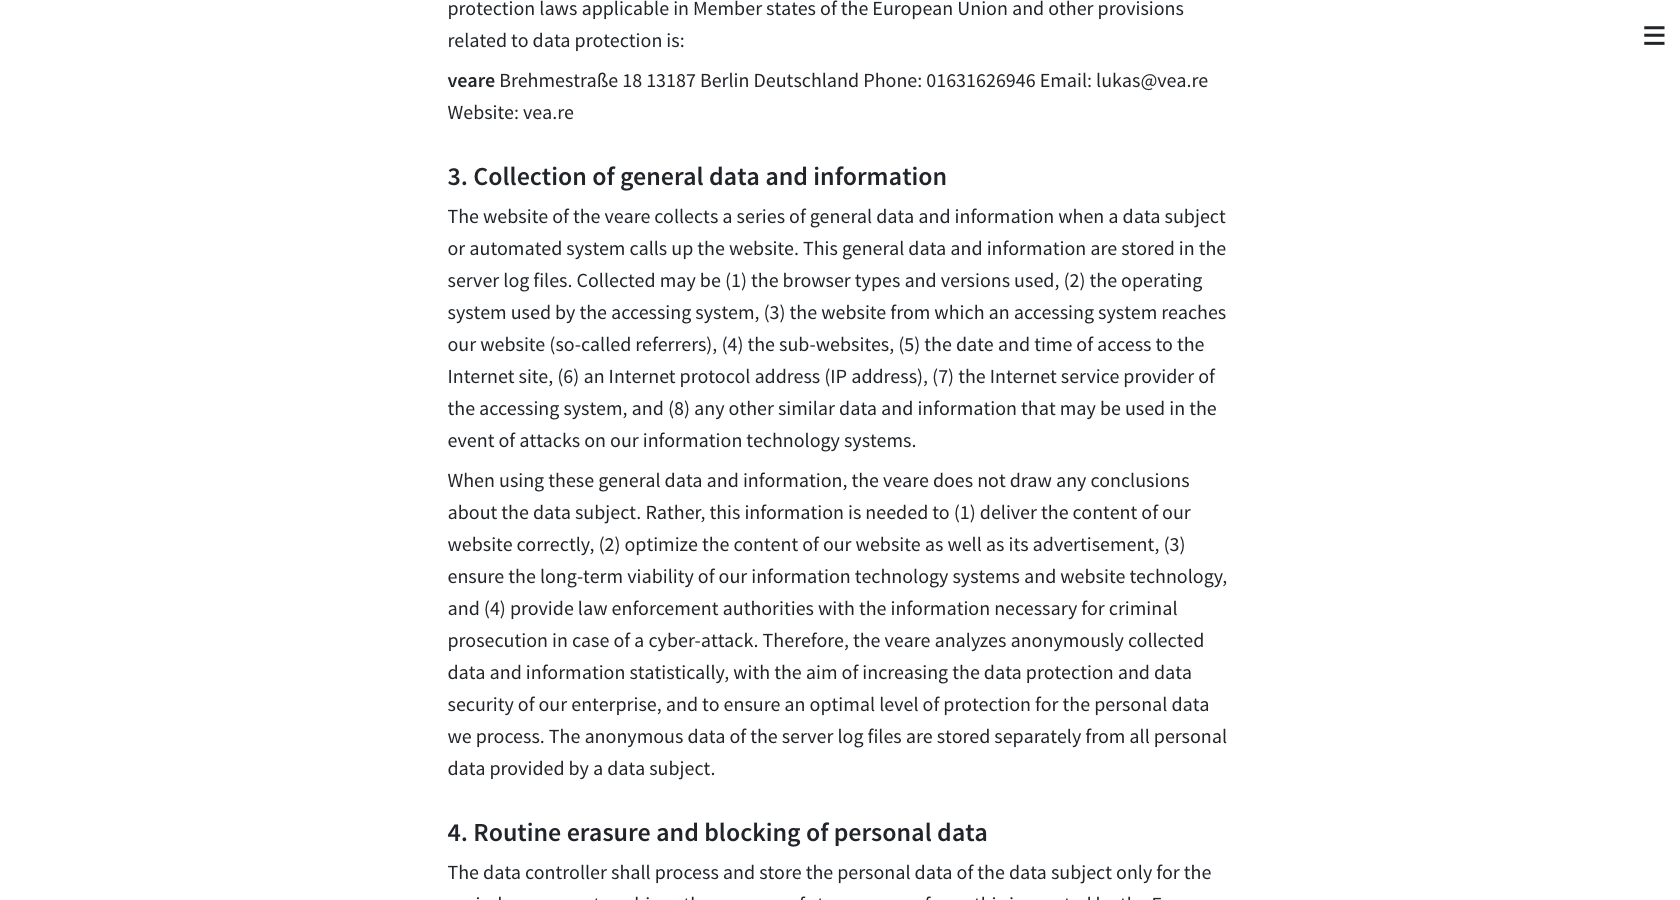 protection laws applicable in Member states of the European Union and other provisions
related to data protection is:
veare Brehmestraße 18 13187 Berlin Deutschland Phone: 01631626946 Email: lukas@vea.re
Website: vea.re
3. Collection of general data and information
The website of the veare collects a series of general data and information when a data subject
or automated system calls up the website. This general data and information are stored in the
server log files. Collected may be (1) the browser types and versions used, (2) the operating
system used by the accessing system, (3) the website from which an accessing system reaches
our website (so-called referrers), (4) the sub-websites, (5) the date and time of access to the
Internet site, (6) an Internet protocol address (IP address), (7) the Internet service provider of
the accessing system, and (8) any other similar data and information that may be used in the
event of attacks on our information technology systems.
When using these general data and information, the veare does not draw any conclusions
about the data subject. Rather, this information is needed to (1) deliver the content of our
website correctly, (2) optimize the content of our website as well as its advertisement, (3)
ensure the long-term viability of our information technology systems and website technology,
and (4) provide law enforcement authorities with the information necessary for criminal
prosecution in case of a cyber-attack. Therefore, the veare analyzes anonymously collected
data and information statistically, with the aim of increasing the data protection and data
security of our enterprise, and to ensure an optimal level of protection for the personal data
we process. The anonymous data of the server log files are stored separately from all personal
data provided by a data subject.
4. Routine erasure and blocking of personal data
The data controller shall process and store the personal data of the data subject only for the